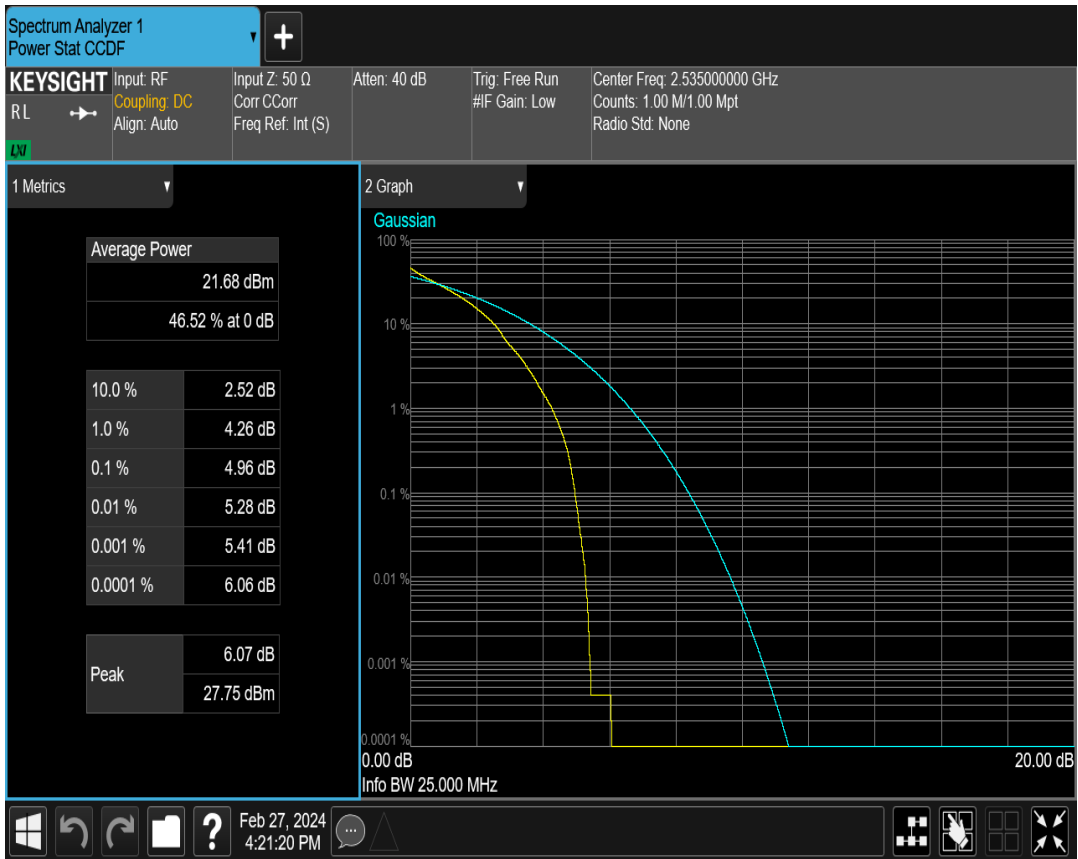 Spectrum Analyzer 1
Power Stat CCDF
+
KEYSIGHT
RL
LXI
Input: RF
Coupling: DC
Align: Auto
Input Z: 50 Ω
Corr CCorr
Freq Ref: Int (S)
Atten: 40 dB
Trig: Free Run
#IF Gain: Low
Center Freq: 2.535000000 GHz
Counts: 1.00 M/1.00 Mpt
Radio Std: None
1 Metrics
Average Power
21.68 dBm
46.52 % at 0 dB
10.0 % 2.52 dB
1.0 % 4.26 dB
0.1 % 4.96 dB
0.01 % 5.28 dB
0.001 % 5.41 dB
0.0001 % 6.06 dB
Peak
6.07 dB
27.75 dBm
2 Graph
Gaussian
100 %
10 %
1 %
0.1 %
0.01 %
0.001 %
0.0001 %
0.00 dB 20.00 dB
Info BW 25.000 MHz
?
Feb 27, 2024
4:21:20 PM